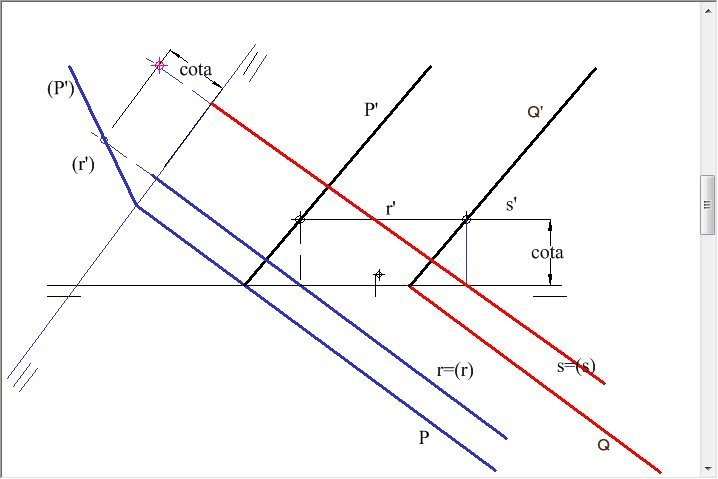 cota
(P')
P'
Q'
(r')
r'
s'
cota
s=(s)
r=(r)
P
Q